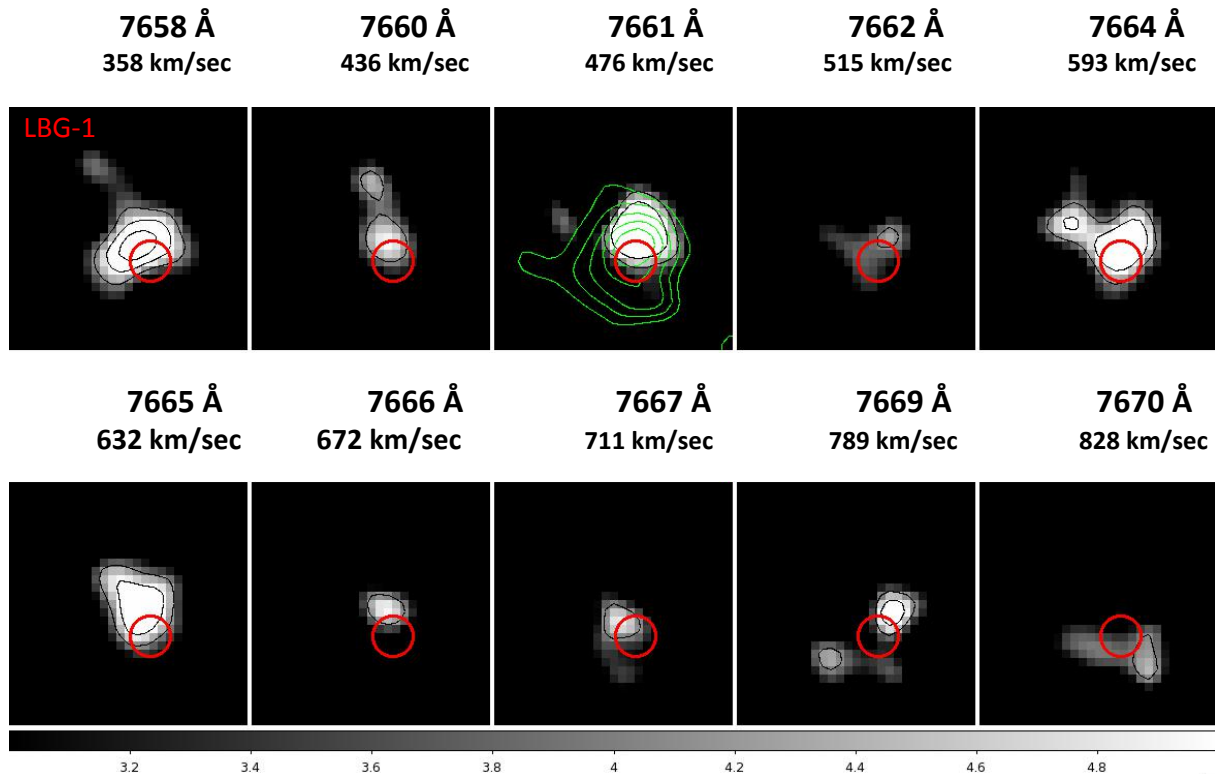 7658 Å 7660 Å 7661 Å 7662 Å 7664 Å
358 km/sec 436 km/sec 476 km/sec 515 km/sec 593 km/sec
LBG-1
7665 Å 7666 Å 7667 Å 7669 Å 7670 Å
632 km/sec 672 km/sec 711 km/sec 789 km/sec 828 km/sec
3.2 3.4 3.6 3.8 4 4.2 4.4 4.6 4.8